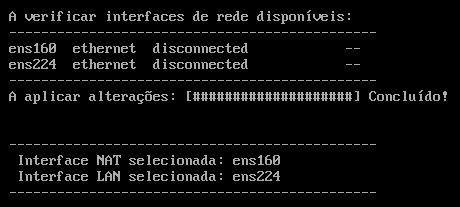 A verificar interfaces de rede disponíveis:
-----------------------------------------------
ens160  ethernet  disconnected            --
ens224  ethernet  disconnected            --
-----------------------------------------------
A aplicar alterações: [####################] Concluído!
-----------------------------------------------
 Interface NAT selecionada: ens160
 Interface LAN selecionada: ens224
-----------------------------------------------